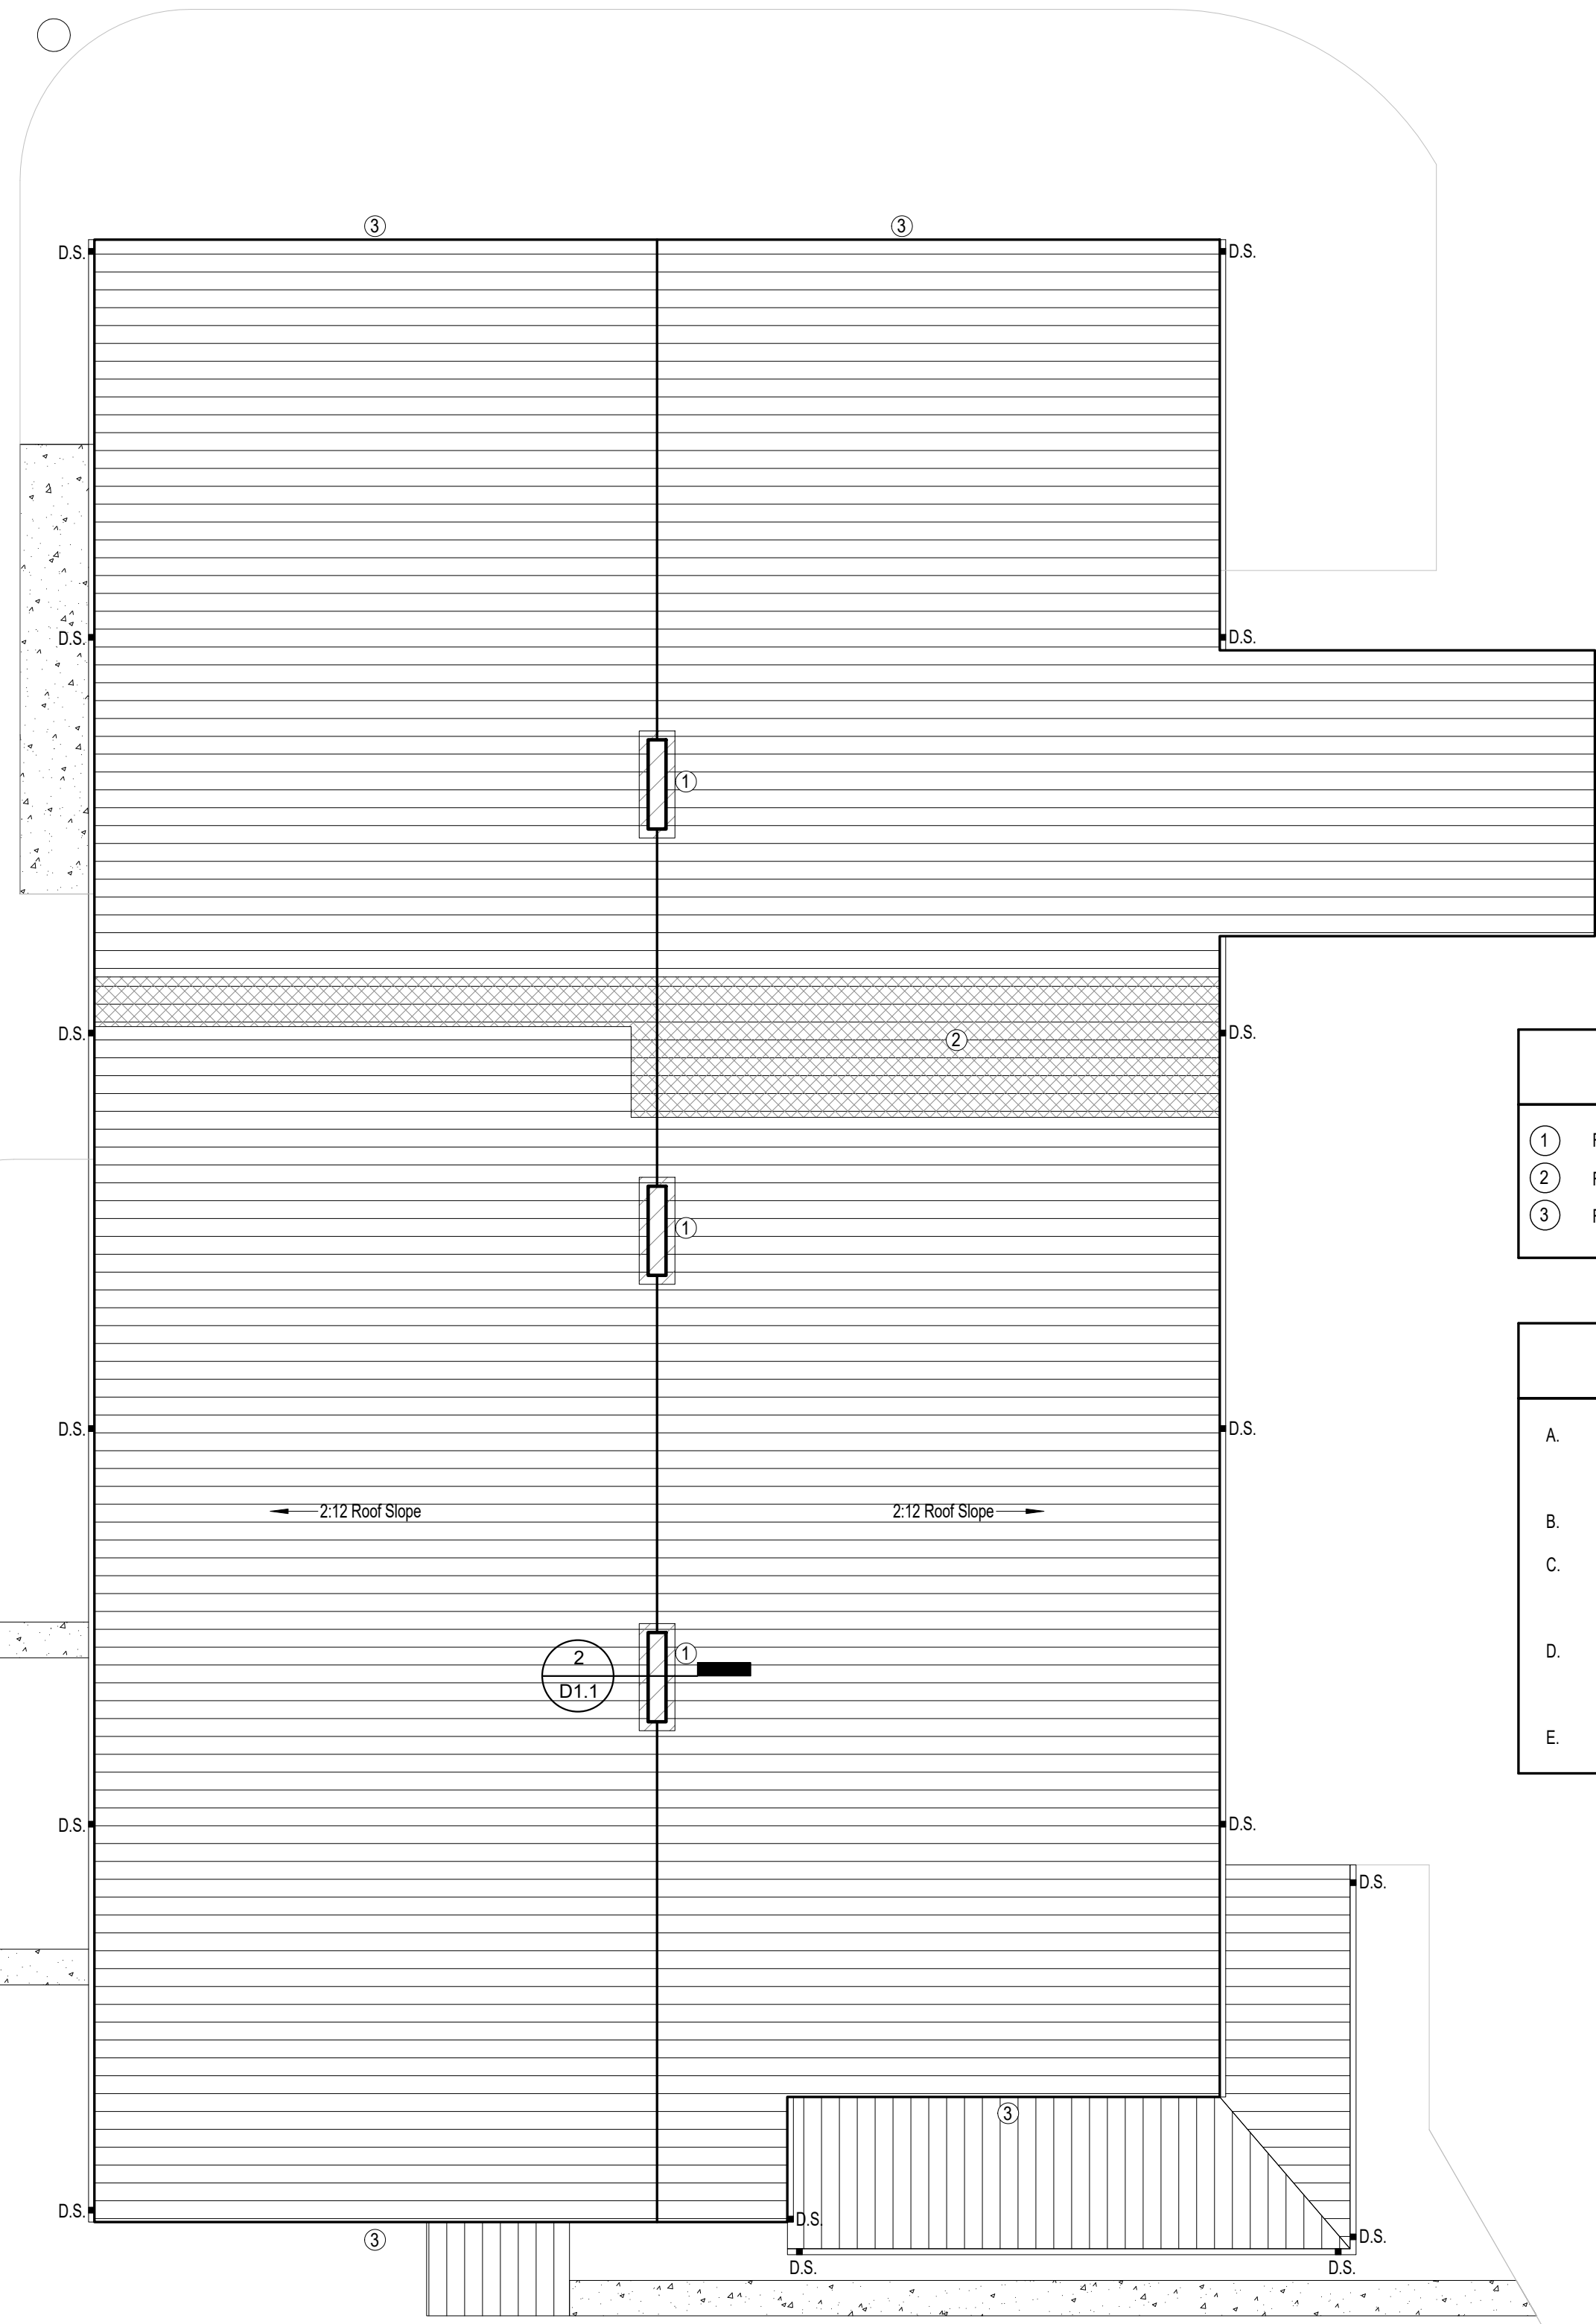 3 3
D.S. D.S.
D.S. D.S.
1
D.S. 2 D.S.
1
1
2
3
D.S. D.S.
A.
2:12 Roof Slope 2:12 Roof Slope
B.
C.
2 1
D1.1
D.
E.
D.S. D.S.
D.S.
3
D.S. D.S. D.S.
3
D.S. D.S.